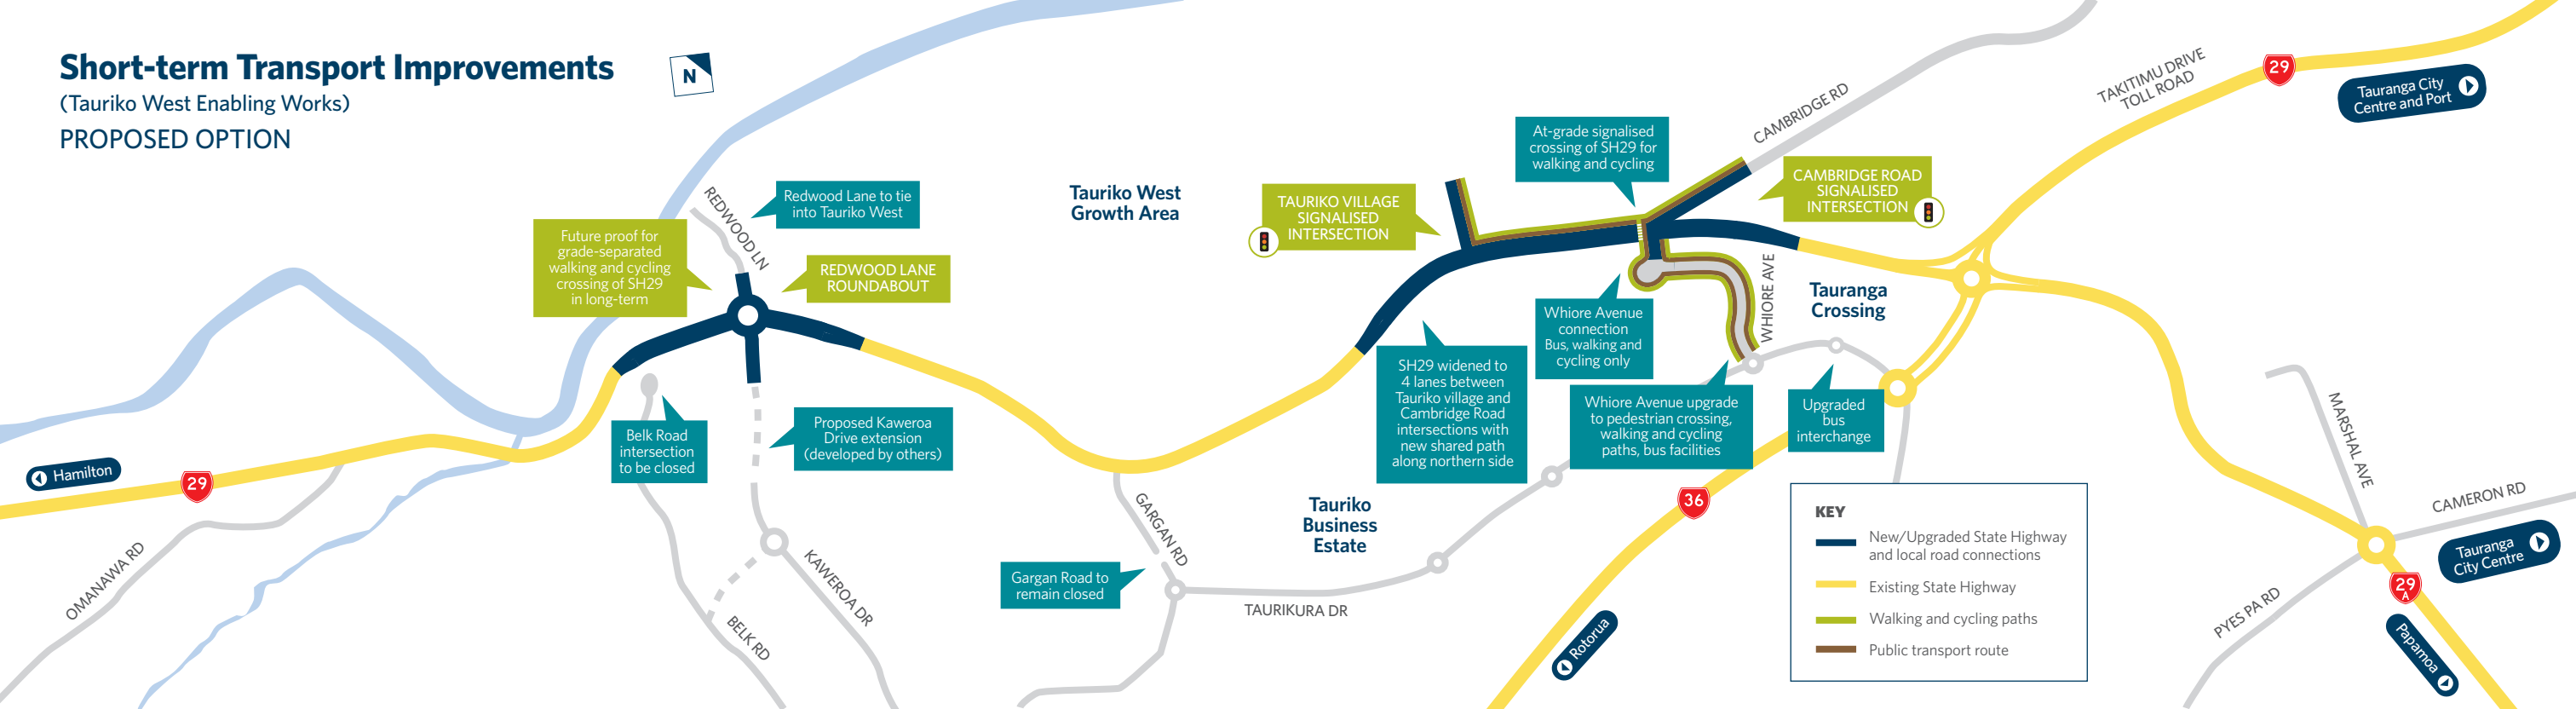 Short-term Transport Improvements
(Tauriko West Enabling Works)
PROPOSED OPTION
N
REDWOOD LN
Redwood Lane to tie
into Tauriko West
Future proof for
grade-separated
walking and cycling
crossing of SH29
in long-term
REDWOOD LANE
ROUNDABOUT
Belk Road
intersection
to be closed
Proposed Kaweroa
Drive extension
(developed by others)
Hamilton
29
OMANAWA RD
BELK RD
KAWEROA DR
Tauriko West
Growth Area
GARGAN RD
Gargan Road to
remain closed
TAURIKURA DR
Tauriko
Business
Estate
TAURIKO VILLAGE
SIGNALISED
INTERSECTION
At-grade signalised
crossing of SH29 for
walking and cycling
CAMBRIDGE RD
CAMBRIDGE ROAD
SIGNALISED
INTERSECTION
SH29 widened to
4 lanes between
Tauriko village and
Cambridge Road
intersections with
new shared path
along northern side
Whiore Avenue
connection
Bus, walking and
cycling only
WHIORE AVE
Tauranga
Crossing
Whiore Avenue upgrade
to pedestrian crossing,
walking and cycling
paths, bus facilities
Upgraded
bus
interchange
36
Rotorua
TAKITIMU DRIVE
TOLL ROAD
29
Tauranga City
Centre and Port
MARSHAL AVE
CAMERON RD
Tauranga
City Centre
PYES PA RD
29
A
Papamoa
KEY
New/Upgraded State Highway
and local road connections
Existing State Highway
Walking and cycling paths
Public transport route